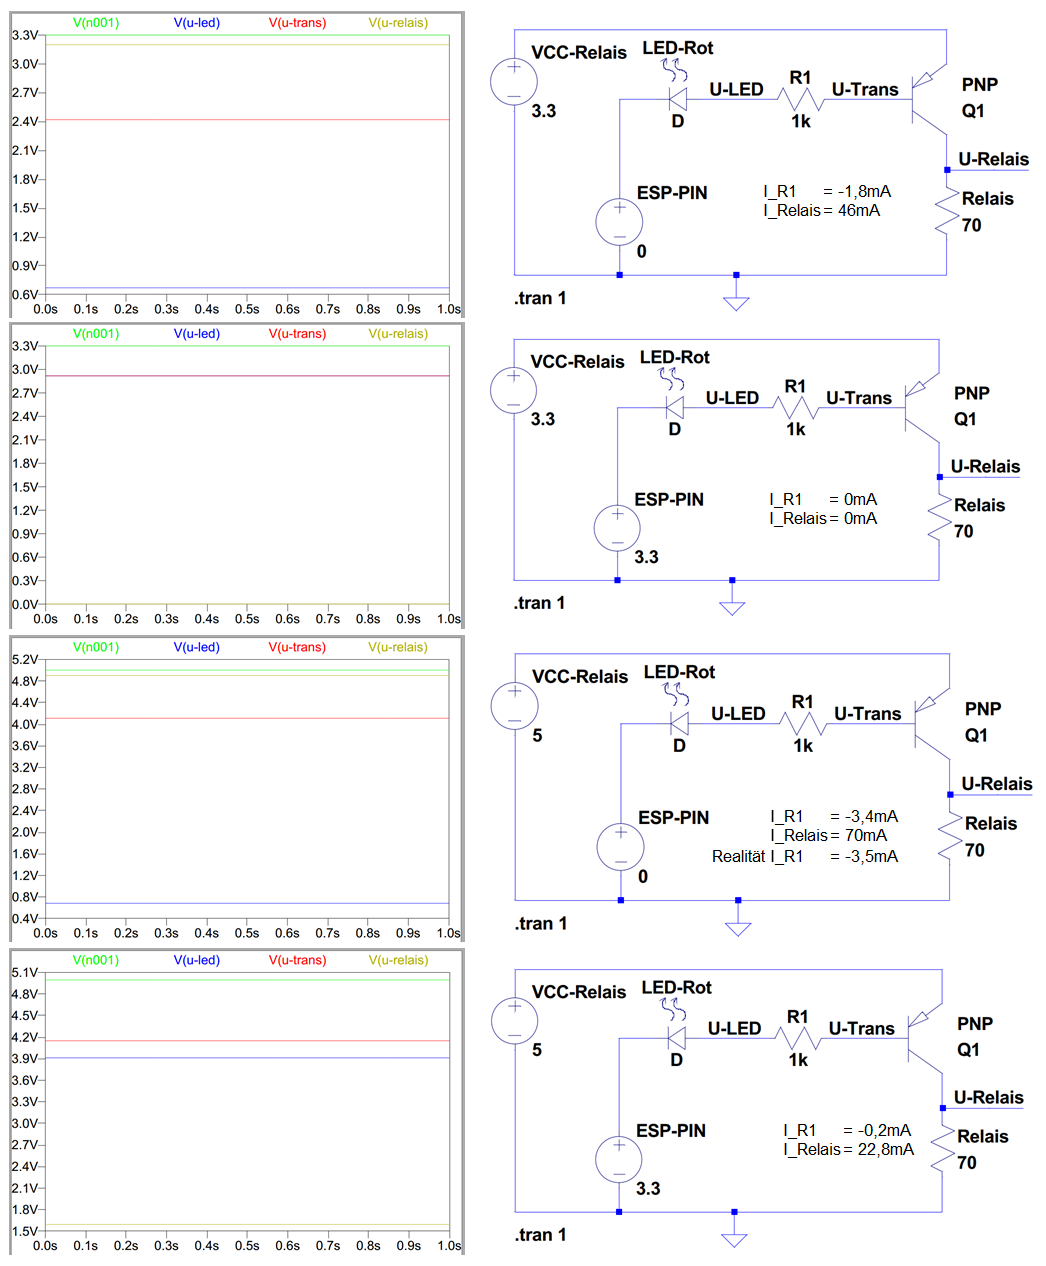 V(n001) V(u-led) V(u-trans) V(u-relais)
3.3V
3.0V
2.7V
2.4V
2.1V
1.8V
1.5V
1.2V
0.9V
0.6V
0.0s 0.1s 0.2s 0.3s 0.4s 0.5s 0.6s 0.7s 0.8s 0.9s 1.0s
VCC-Relais
3.3
LED-Rot
D
U-LED
R1
1k
U-Trans
PNP
Q1
U-Relais
Relais
70
ESP-PIN
0
I_R1 = -1,8mA
I_Relais = 46mA
.tran 1
V(n001) V(u-led) V(u-trans) V(u-relais)
3.3V
3.0V
2.7V
2.4V
2.1V
1.8V
1.5V
1.2V
0.9V
0.6V
0.3V
0.0V
0.0s 0.1s 0.2s 0.3s 0.4s 0.5s 0.6s 0.7s 0.8s 0.9s 1.0s
VCC-Relais
3.3
LED-Rot
D
U-LED
R1
1k
U-Trans
PNP
Q1
U-Relais
Relais
70
ESP-PIN
3.3
I_R1 = 0mA
I_Relais = 0mA
.tran 1
V(n001) V(u-led) V(u-trans) V(u-relais)
5.2V
4.8V
4.4V
4.0V
3.6V
3.2V
2.8V
2.4V
2.0V
1.6V
1.2V
0.8V
0.4V
0.0s 0.1s 0.2s 0.3s 0.4s 0.5s 0.6s 0.7s 0.8s 0.9s 1.0s
VCC-Relais
5
LED-Rot
D
U-LED
R1
1k
U-Trans
PNP
Q1
U-Relais
Relais
70
ESP-PIN
0
I_R1 = -3,4mA
I_Relais = 70mA
Realität I_R1 = -3,5mA
.tran 1
V(n001) V(u-led) V(u-trans) V(u-relais)
5.1V
4.8V
4.5V
4.2V
3.9V
3.6V
3.3V
3.0V
2.7V
2.4V
2.1V
1.8V
1.5V
0.0s 0.1s 0.2s 0.3s 0.4s 0.5s 0.6s 0.7s 0.8s 0.9s 1.0s
VCC-Relais
5
LED-Rot
D
U-LED
R1
1k
U-Trans
PNP
Q1
U-Relais
Relais
70
ESP-PIN
3.3
I_R1 = -0,2mA
I_Relais = 22,8mA
.tran 1